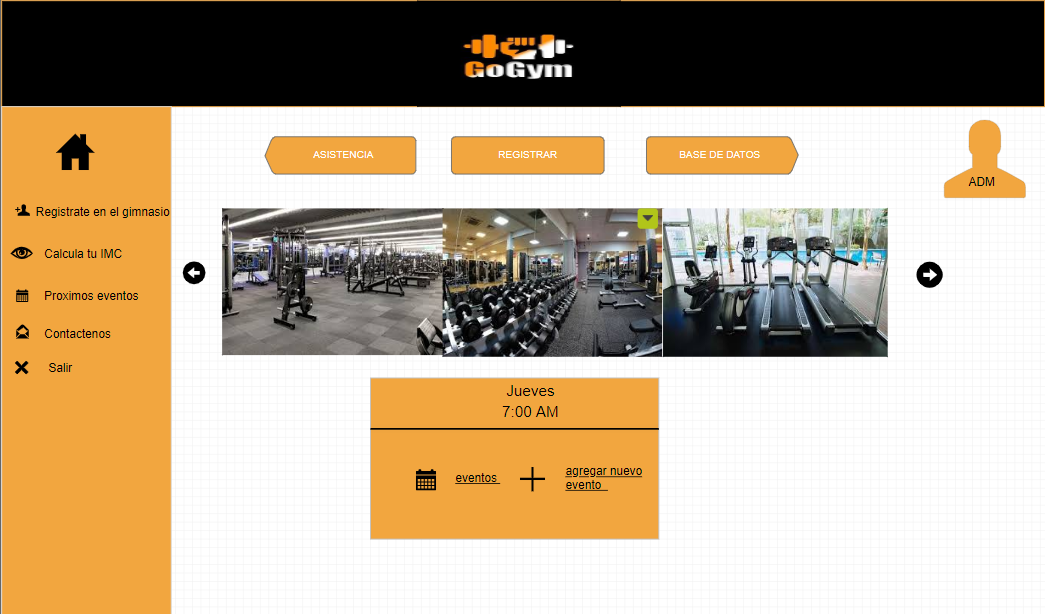 GoGym
ASISTENCIA
REGISTRAR
BASE DE DATOS
ADM
Registrate en el gimnasio
Calcula tu IMC
Proximos eventos
Contactenos
Salir
Jueves
7:00 AM
eventos
agregar nuevo
evento